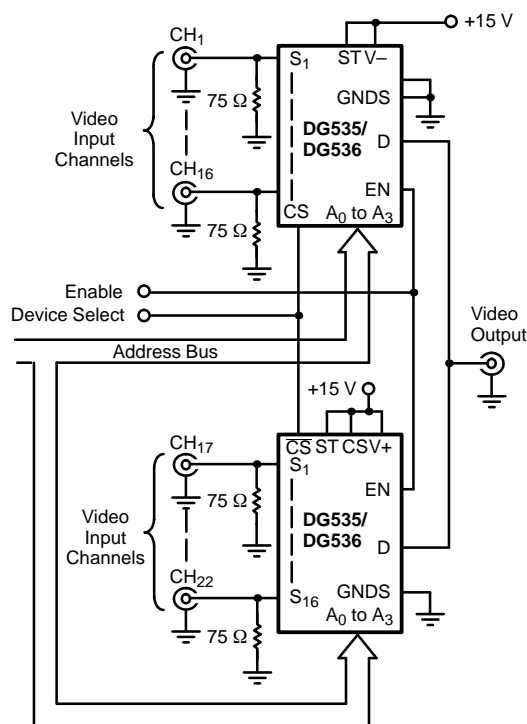 CH1
+15 V
S1
ST V–
75 Ω
GNDS
Video
Input
Channels
DG535/
DG536
D
CH16
EN
CS
A0 to A3
75 Ω
Enable
Device Select
Video
Output
Address Bus
+15 V
CH17
CS ST CSV+
S1
EN
75 Ω
Video
Input
Channels
DG535/
DG536
D
CH22
GNDS
S16
A0 to A3
75 Ω